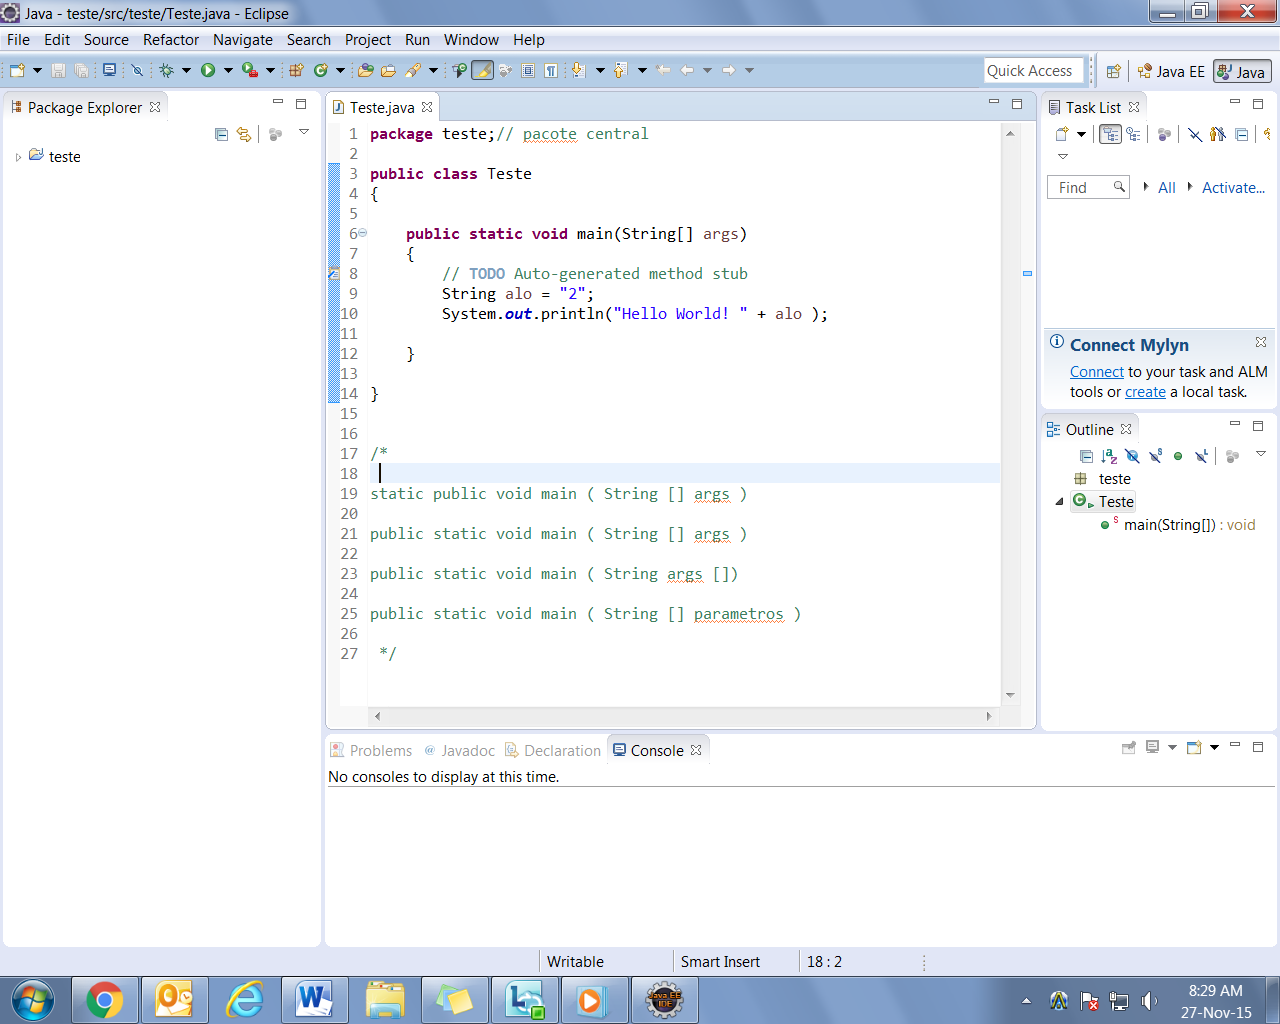 Java - teste/src/teste/Teste.java - Eclipse
File Edit Source Refactor Navigate Search Project Run Window Help
Quick Access Java EE Java
Package Explorer
teste
Teste.java
1 package teste;// pacote central
2
3 public class Teste
4 {
5
6 public static void main(String[] args)
7 {
8 // TODO Auto-generated method stub
9 String alo = "2";
10 System.out.println("Hello World! " + alo );
11
12 }
13
14 }
15
16
17 /*
18
19 static public void main ( String [] args )
20
21 public static void main ( String [] args )
22
23 public static void main ( String args [])
24
25 public static void main ( String [] parametros )
26
27 */
Task List
Find All Activate...
Connect Mylyn
Connect to your task and ALM
tools or create a local task.
Outline
teste
Teste
main(String[]) : void
Problems @ Javadoc Declaration Console
No consoles to display at this time.
Writable Smart Insert 18 : 2
Java EE
IDE
8:29 AM
27-Nov-15